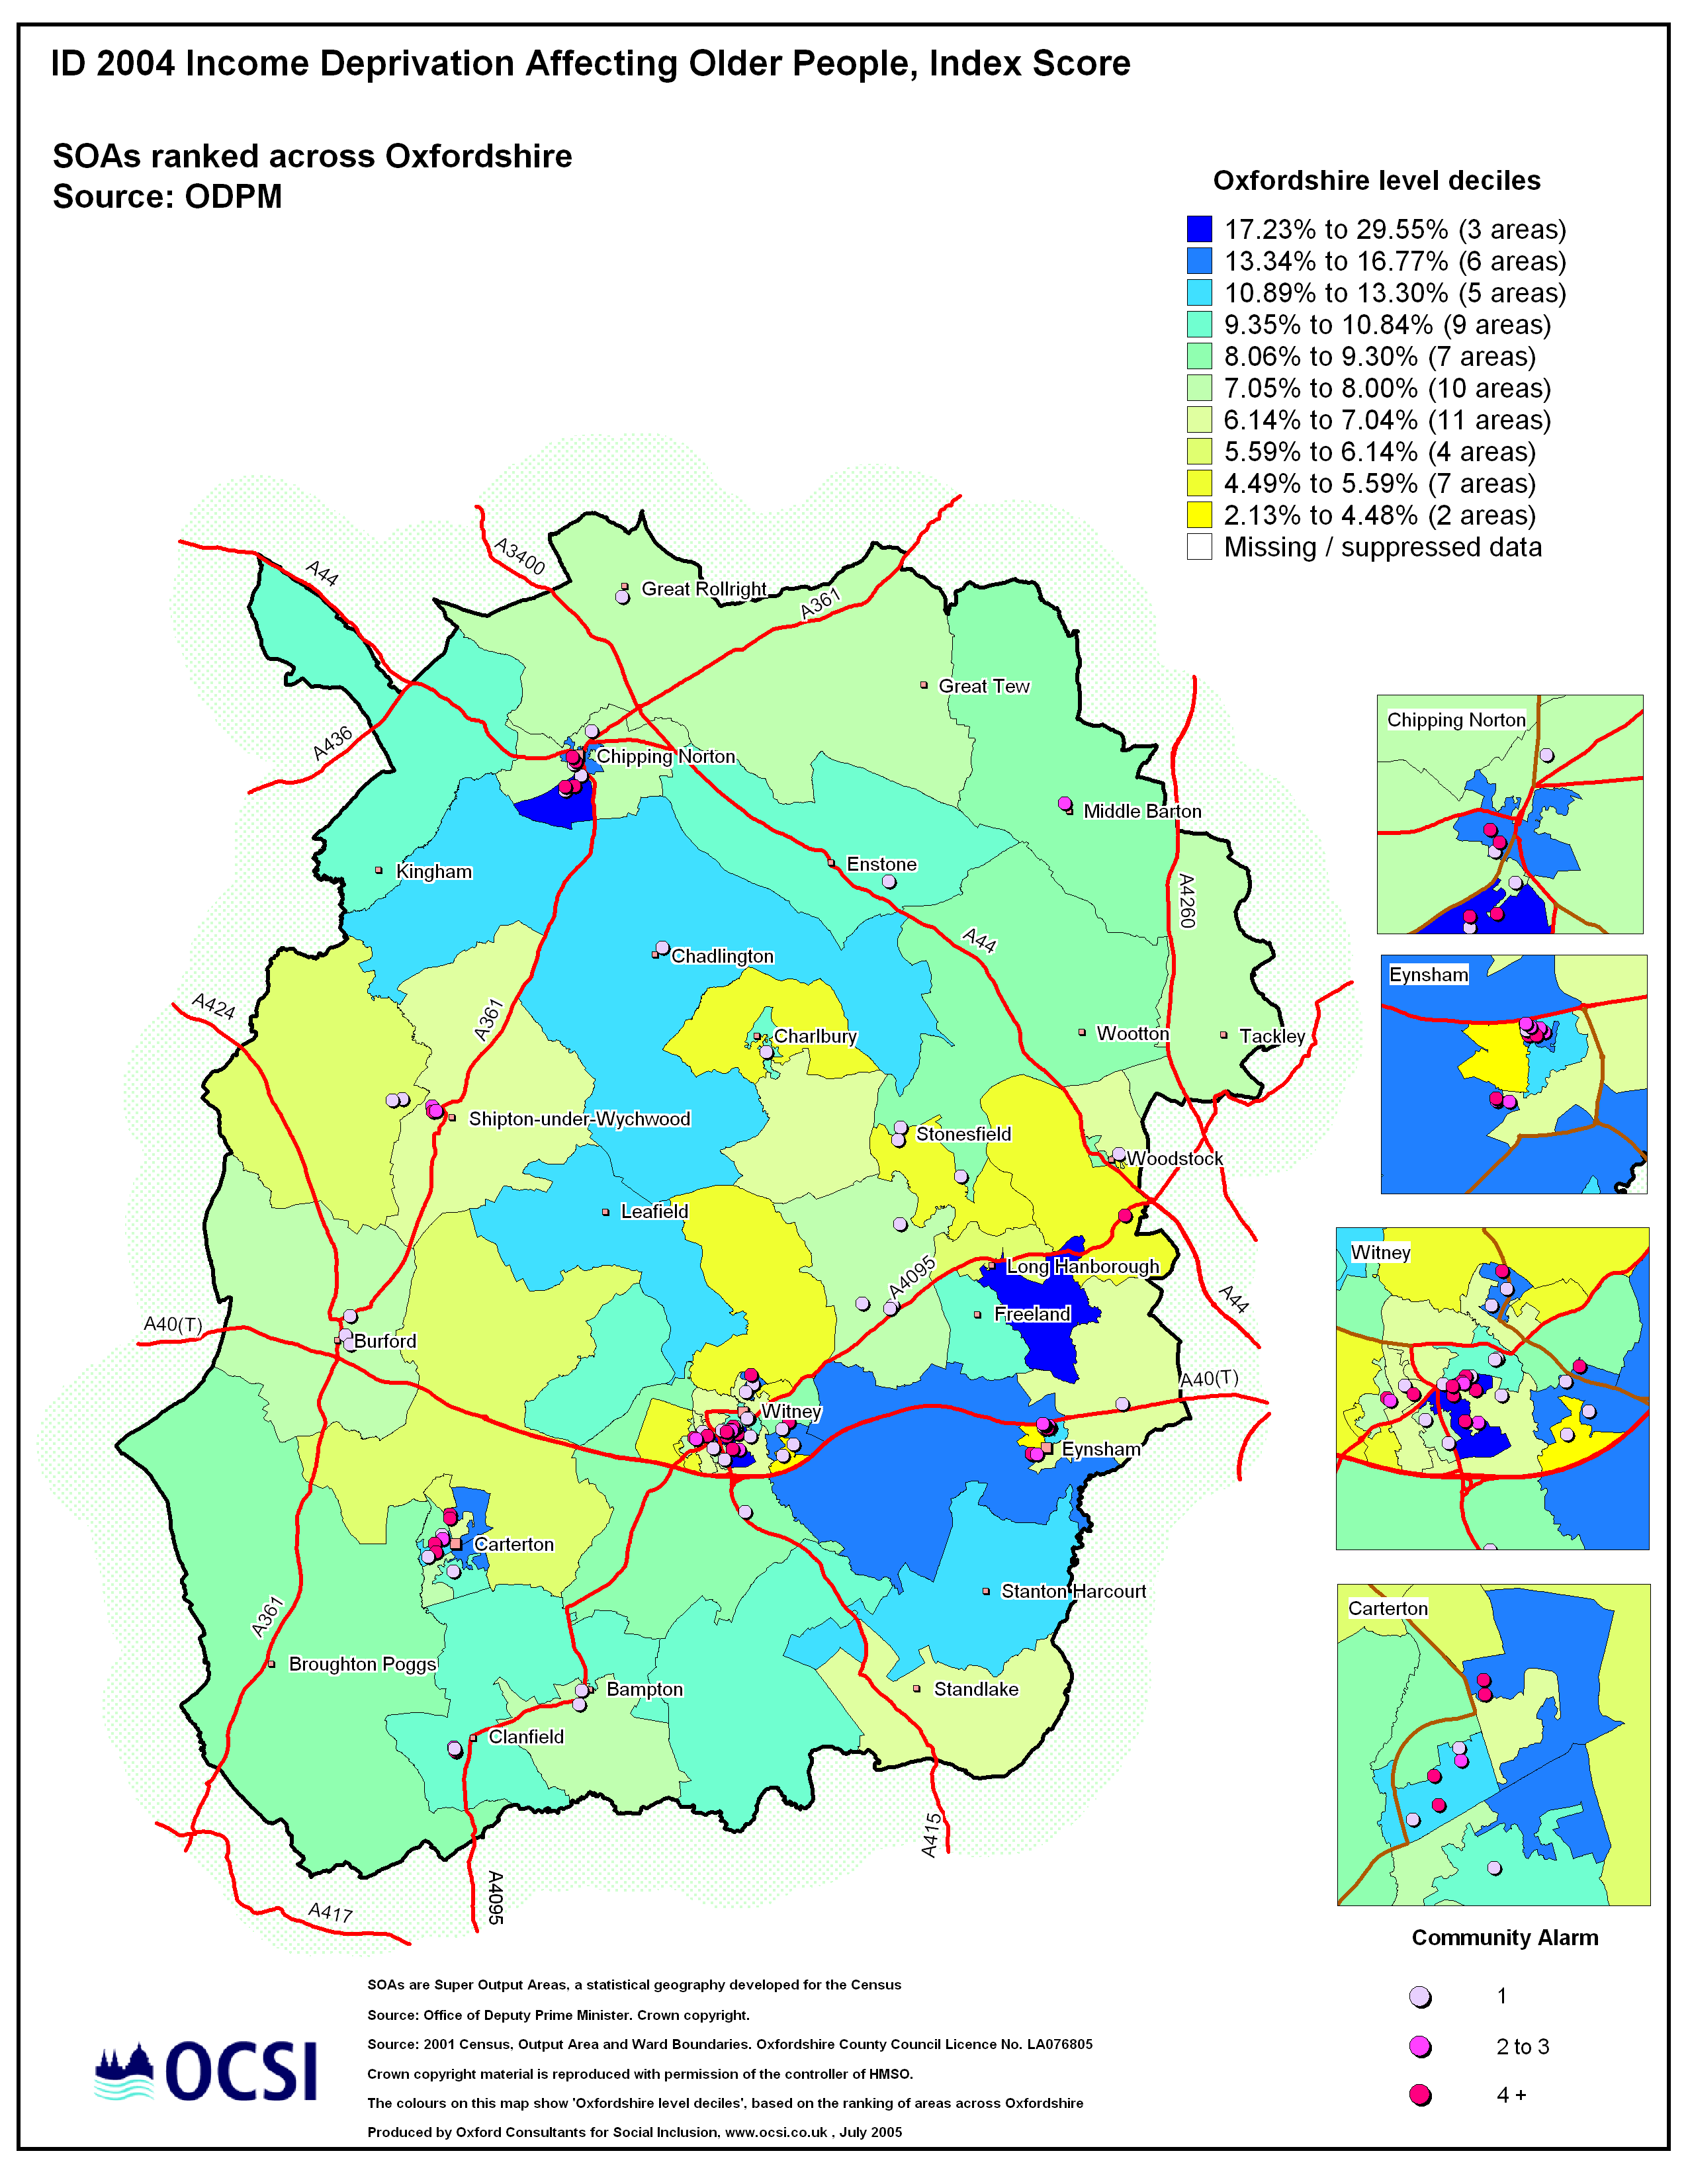 ID 2004 Income Deprivation Affecting Older People, Index Score
SOAs ranked across Oxfordshire
Source: ODPM
Oxfordshire level deciles
17.23% to 29.55% (3 areas)
13.34% to 16.77% (6 areas)
10.89% to 13.30% (5 areas)
9.35% to 10.84% (9 areas)
8.06% to 9.30% (7 areas)
7.05% to 8.00% (10 areas)
6.14% to 7.04% (11 areas)
5.59% to 6.14% (4 areas)
4.49% to 5.59% (7 areas)
2.13% to 4.48% (2 areas)
Missing / suppressed data
A44
A3400
Great Rollright
A361
Great Tew
A436
Chipping Norton
Middle Barton
Kingham
Enstone
A4260
A44
Chadlington
A424
A361
Charlbury
Wootton
Tackley
Shipton-under-Wychwood
Stonesfield
Woodstock
Leafield
Long Hanborough
A4095
A44
Freeland
A40(T)
Burford
A40(T)
Witney
Eynsham
Carterton
Stanton Harcourt
A361
Broughton Poggs
Bampton
Standlake
Clanfield
A415
A4095
A417
Chipping Norton
Eynsham
Witney
Carterton
Community Alarm
1
2 to 3
4 +
SOAs are Super Output Areas, a statistical geography developed for the Census
Source: Office of Deputy Prime Minister. Crown copyright.
Source: 2001 Census, Output Area and Ward Boundaries. Oxfordshire County Council Licence No. LA076805
Crown copyright material is reproduced with permission of the controller of HMSO.
The colours on this map show 'Oxfordshire level deciles', based on the ranking of areas across Oxfordshire
Produced by Oxford Consultants for Social Inclusion, www.ocsi.co.uk , July 2005
OCSI